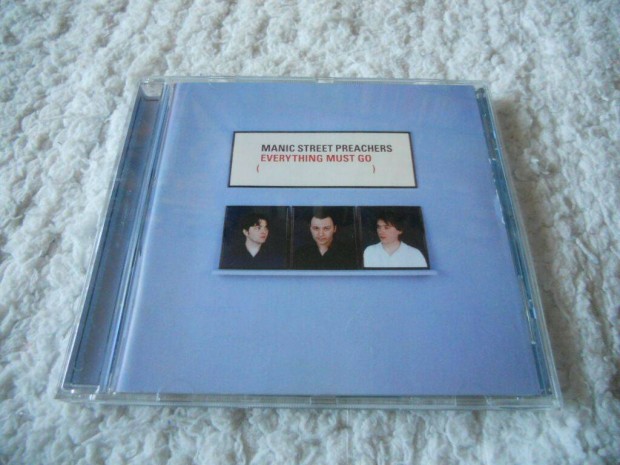 MANIC STREET PREACHERS
EVERYTHING MUST GO
( )